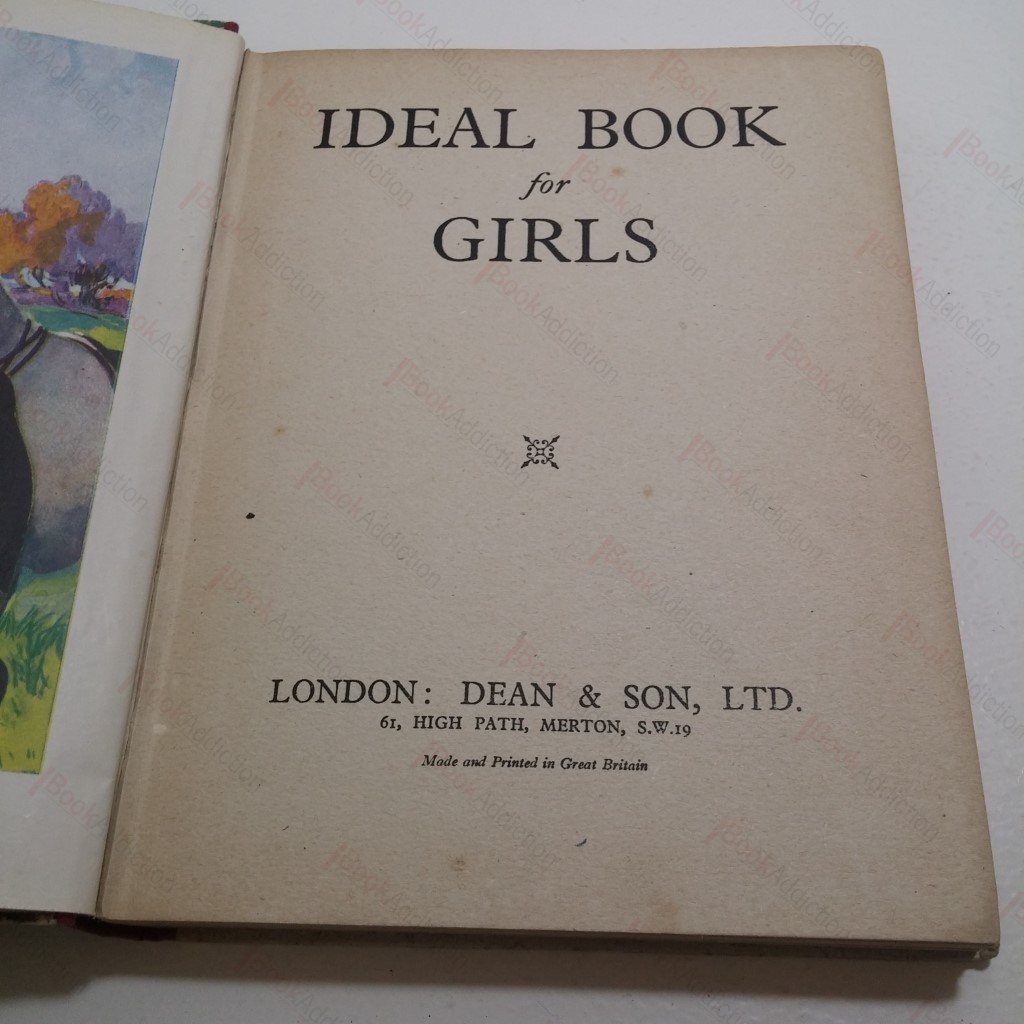 IDEAL BOOK
for
GIRLS
LONDON: DEAN & SON, LTD.
61, HIGH PATH, MERTON, S.W.19
Made and Printed in Great Britain
BookAddiction